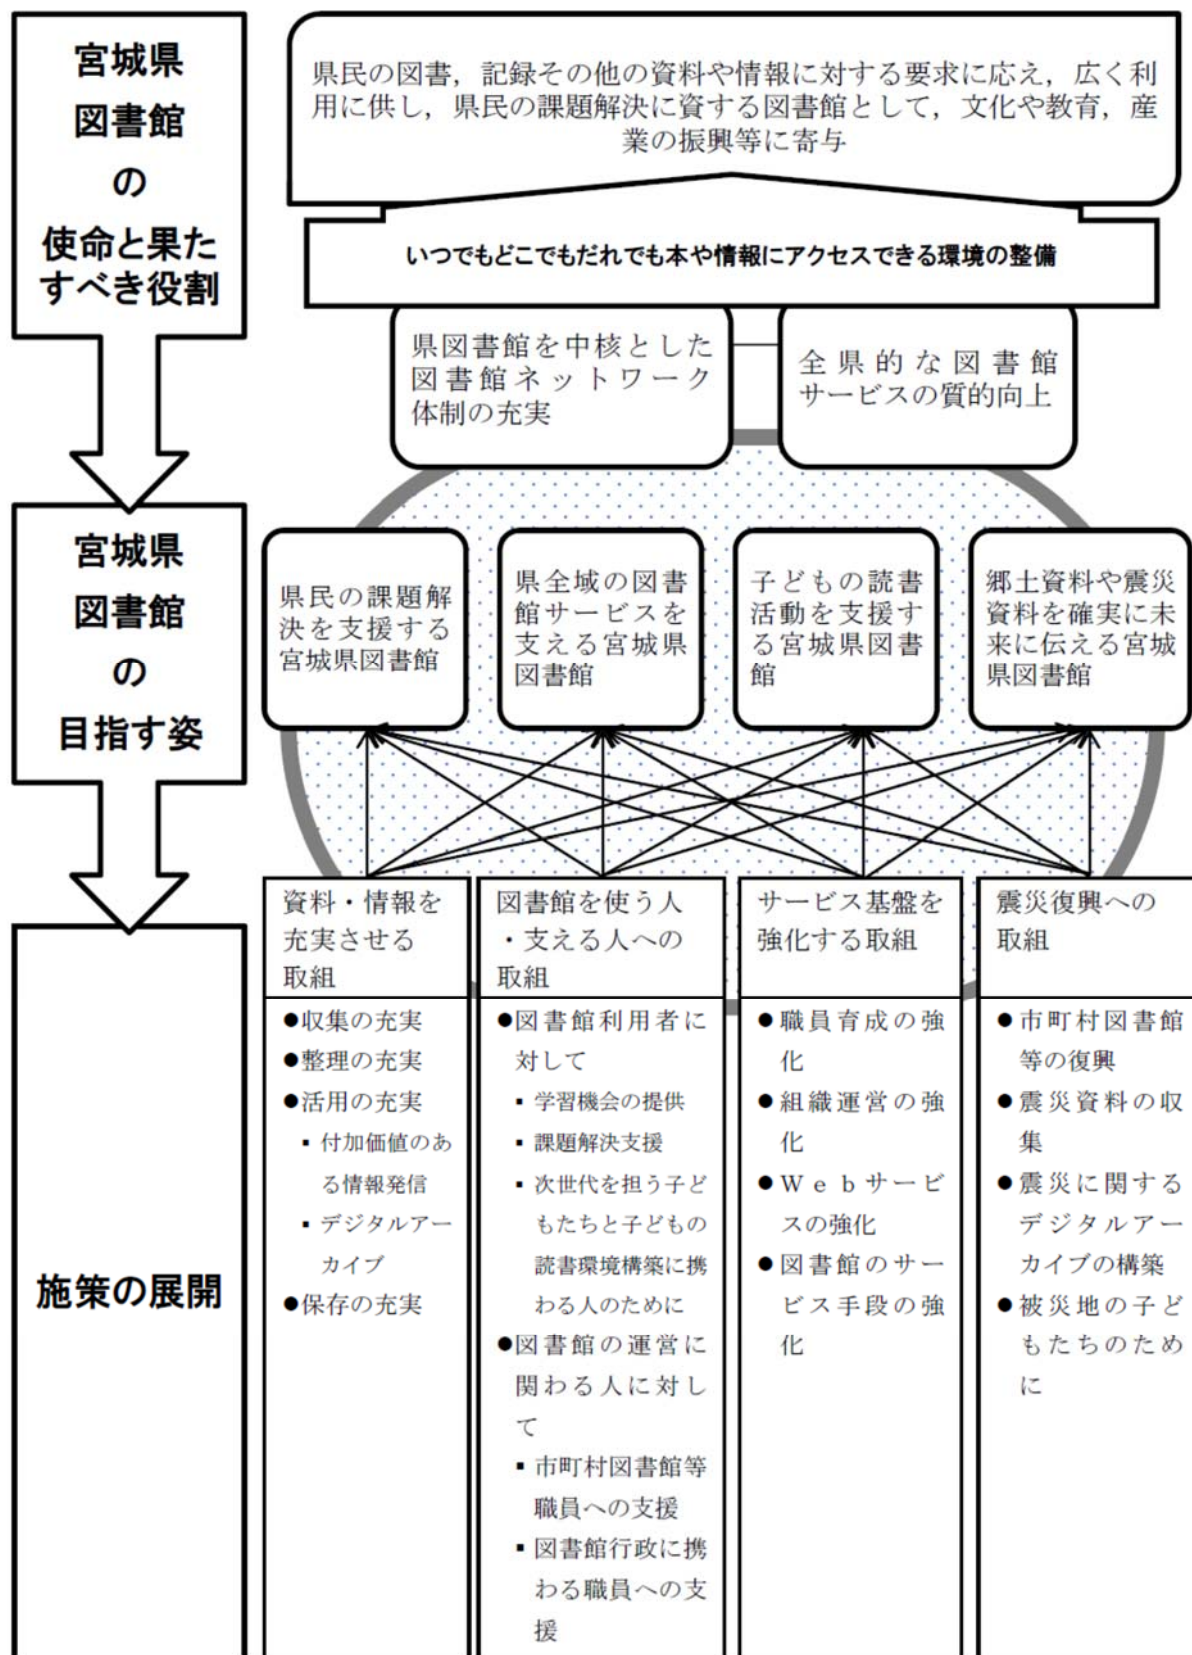 宮城県
図書館
の
使命と果た
すべき役割
県民の図書，記録その他の資料や情報に対する要求に応え，広く利
用に供し，県民の課題解決に資する図書館として，文化や教育，産
業の振興等に寄与
いつでもどこでもだれでも本や情報にアクセスできる環境の整備
県図書館を中核とした
図書館ネットワーク
体制の充実
全県的な図書館
サービスの質的向上
宮城県
図書館
の
目指す姿
県民の課題解
決を支援する
宮城県図書館
県全域の図書
館サービスを
支える宮城県
図書館
子どもの読書
活動を支援す
る宮城県図書
館
郷土資料や震災
資料を確実に未
来に伝える宮城
県図書館
施策の展開
資料・情報を
充実させる
取組
●収集の充実
●整理の充実
●活用の充実
▪ 付加価値のあ
る情報発信
▪ デジタルアー
カイブ
●保存の充実
図書館を使う人
・支える人への
取組
●図書館利用者に
対して
▪ 学習機会の提供
▪ 課題解決支援
▪ 次世代を担う子ど
もたちと子どもの
読書環境構築に携
わる人のために
●図書館の運営に
関わる人に対し
て
▪ 市町村図書館等
職員への支援
▪ 図書館行政に携
わる職員への支
援
サービス基盤を
強化する取組
●職員育成の強
化
●組織運営の強
化
●Ｗｅｂサービ
スの強化
●図書館のサー
ビス手段の強
化
震災復興への
取組
●市町村図書館
等の復興
●震災資料の収
集
●震災に関する
デジタルアー
カイブの構築
●被災地の子ど
もたちのため
に